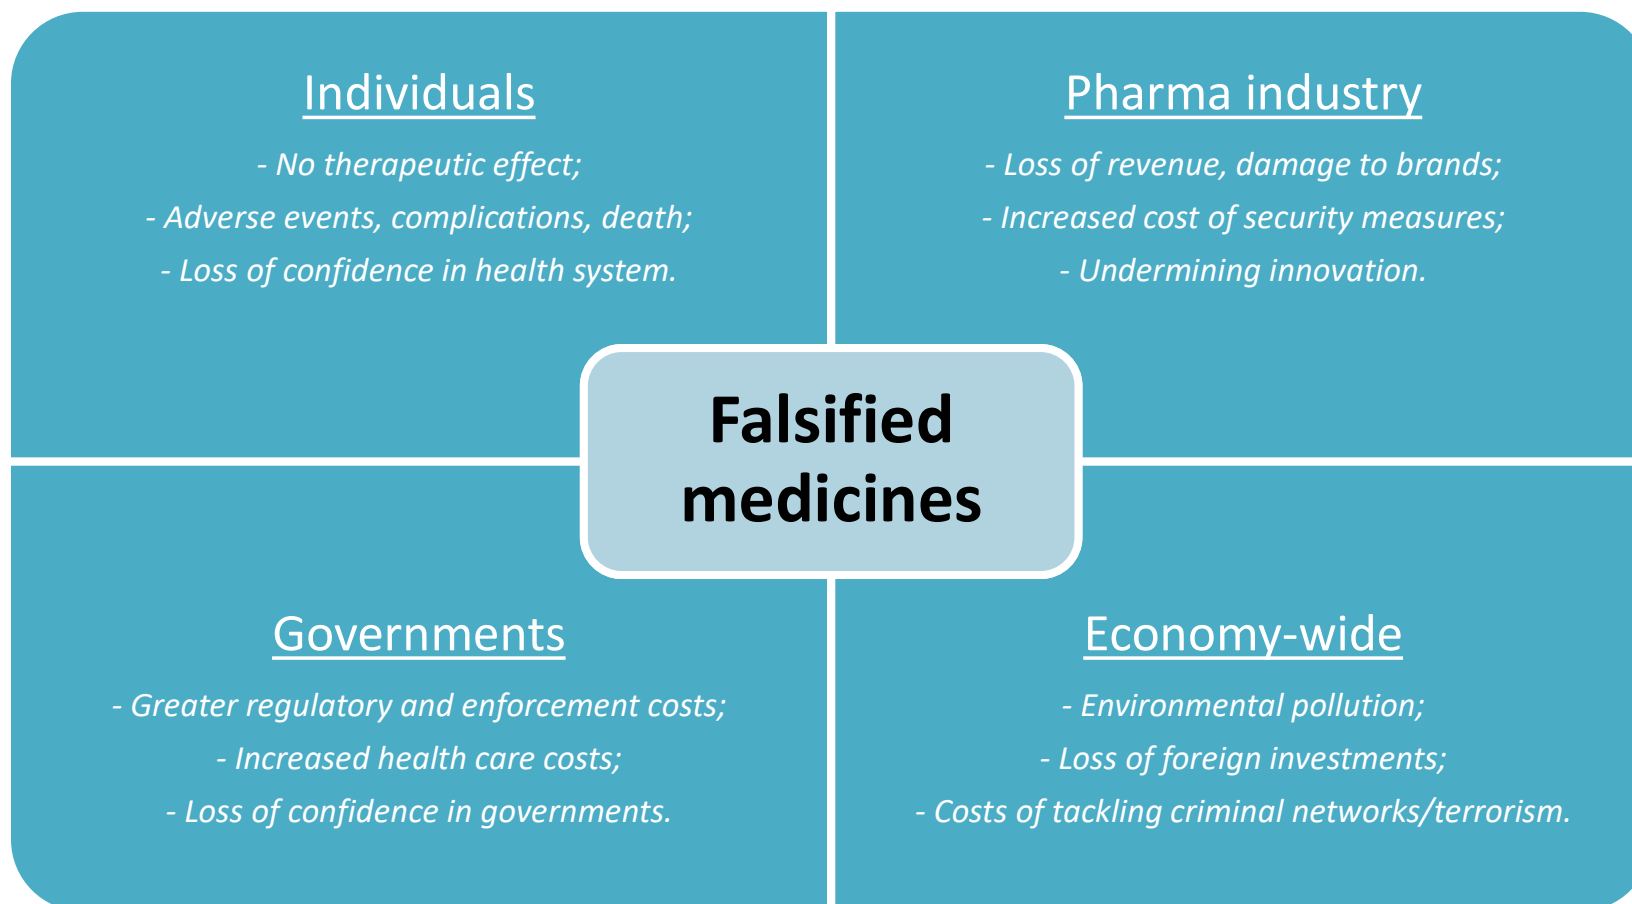 Individuals
- No therapeutic effect;
- Adverse events, complications, death;
- Loss of confidence in health system.
Pharma industry
- Loss of revenue, damage to brands;
- Increased cost of security measures;
- Undermining innovation.
Falsified
medicines
Governments
- Greater regulatory and enforcement costs;
- Increased health care costs;
- Loss of confidence in governments.
Economy-wide
- Environmental pollution;
- Loss of foreign investments;
- Costs of tackling criminal networks/terrorism.